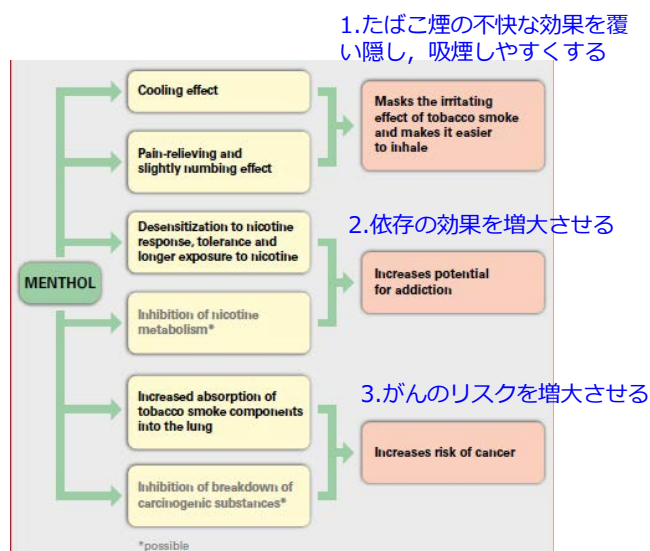 1.たばこ煙の不快な効果を覆
い隠し，吸煙しやすくする
Cooling effect
Masks the irritating
effect of tobacco smoke
and makes it easier
to inhale
Pain-relieving and
slightly numbing effect
Desensitization to nicotine
response, tolerance and
longer exposure to nicotine
2.依存の効果を増大させる
MENTHOL
Increases potential
for addiction
Inhibition of nicotine
metabolism*
Increased absorption of
tobacco smoke components
into the lung
3.がんのリスクを増大させる
Increases risk of cancer
Inhibition of breakdown of
carcinogenic substances*
*possible